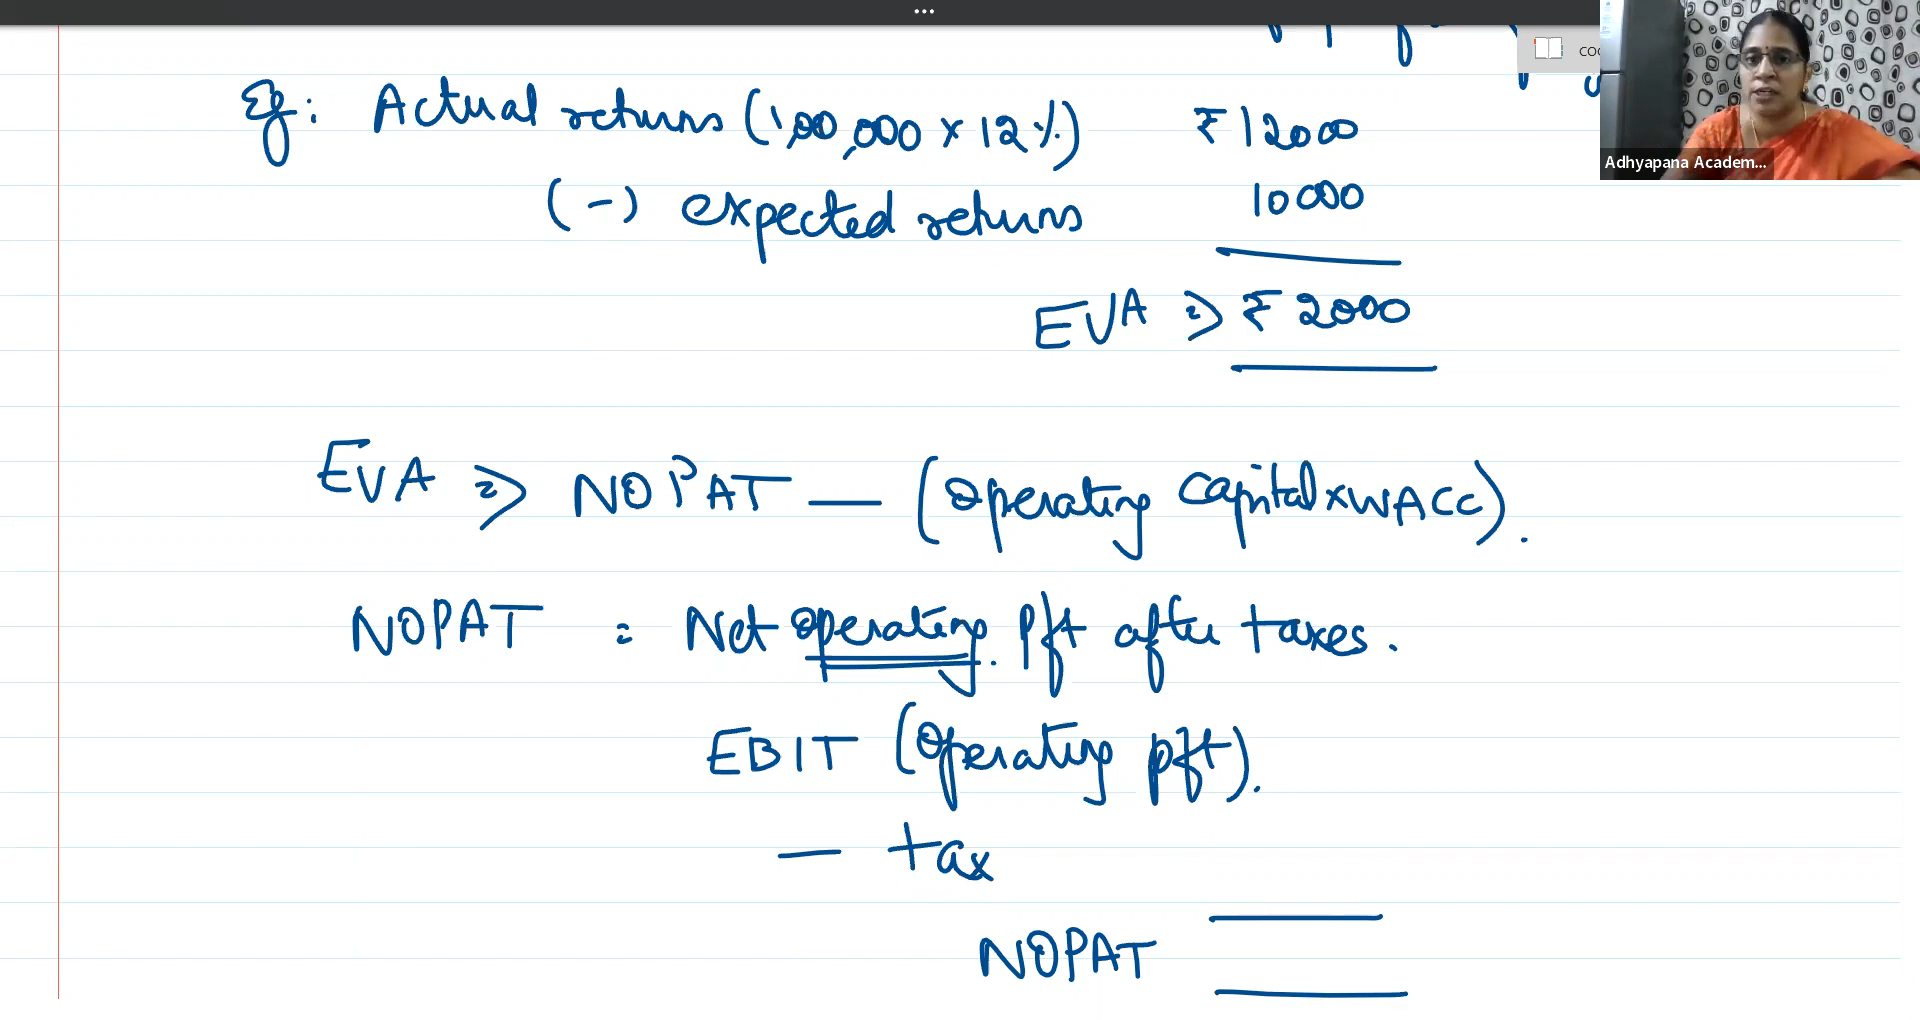 ...
Eg: Actual returns (1,00,000 x 12%) ₹12000
(-) expected returns 10000
EVA => ₹2000
EVA => NOPAT — (operating capital x WACC).
NOPAT = Net operating pft after taxes.
EBIT (operating pft).
— tax
NOPAT
Adhyapana Academ...